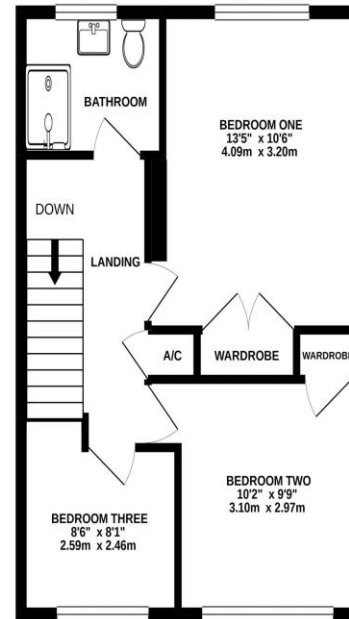 BATHROOM
BEDROOM ONE
13'5" x 10'6"
4.09m x 3.20m
DOWN
LANDING
A/C
WARDROBE
WARDROBE
BEDROOM TWO
10'2" x 9'9"
3.10m x 2.97m
BEDROOM THREE
8'6" x 8'1"
2.59m x 2.46m